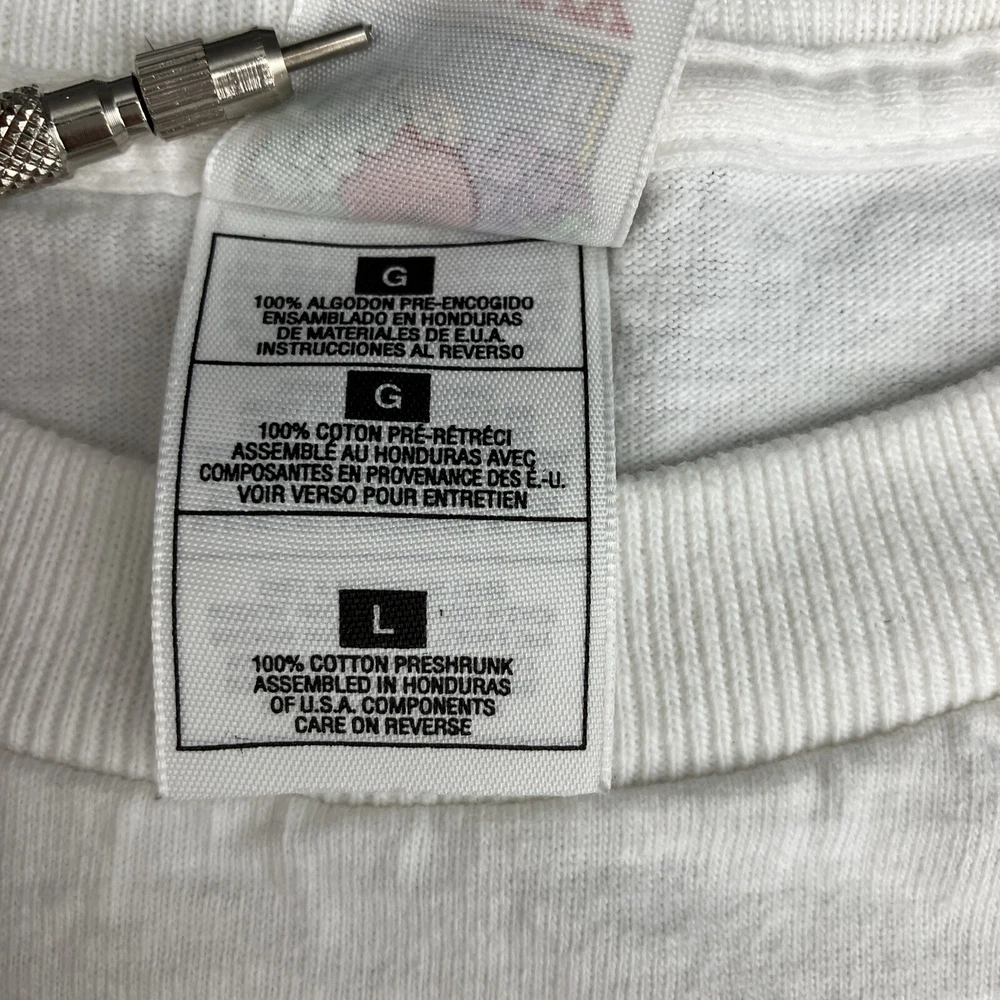 G
100% ALGODON PRE-ENCOGIDO
ENSAMBLADO EN HONDURAS
DE MATERIALES DE E.U.A.
INSTRUCCIONES AL REVERSO
G
100% COTON PRÉ-RÉTRÉCI
ASSEMBLÉ AU HONDURAS AVEC
COMPOSANTES EN PROVENANCE DES É.-U.
VOIR VERSO POUR ENTRETIEN
L
100% COTTON PRESHRUNK
ASSEMBLED IN HONDURAS
OF U.S.A. COMPONENTS
CARE ON REVERSE